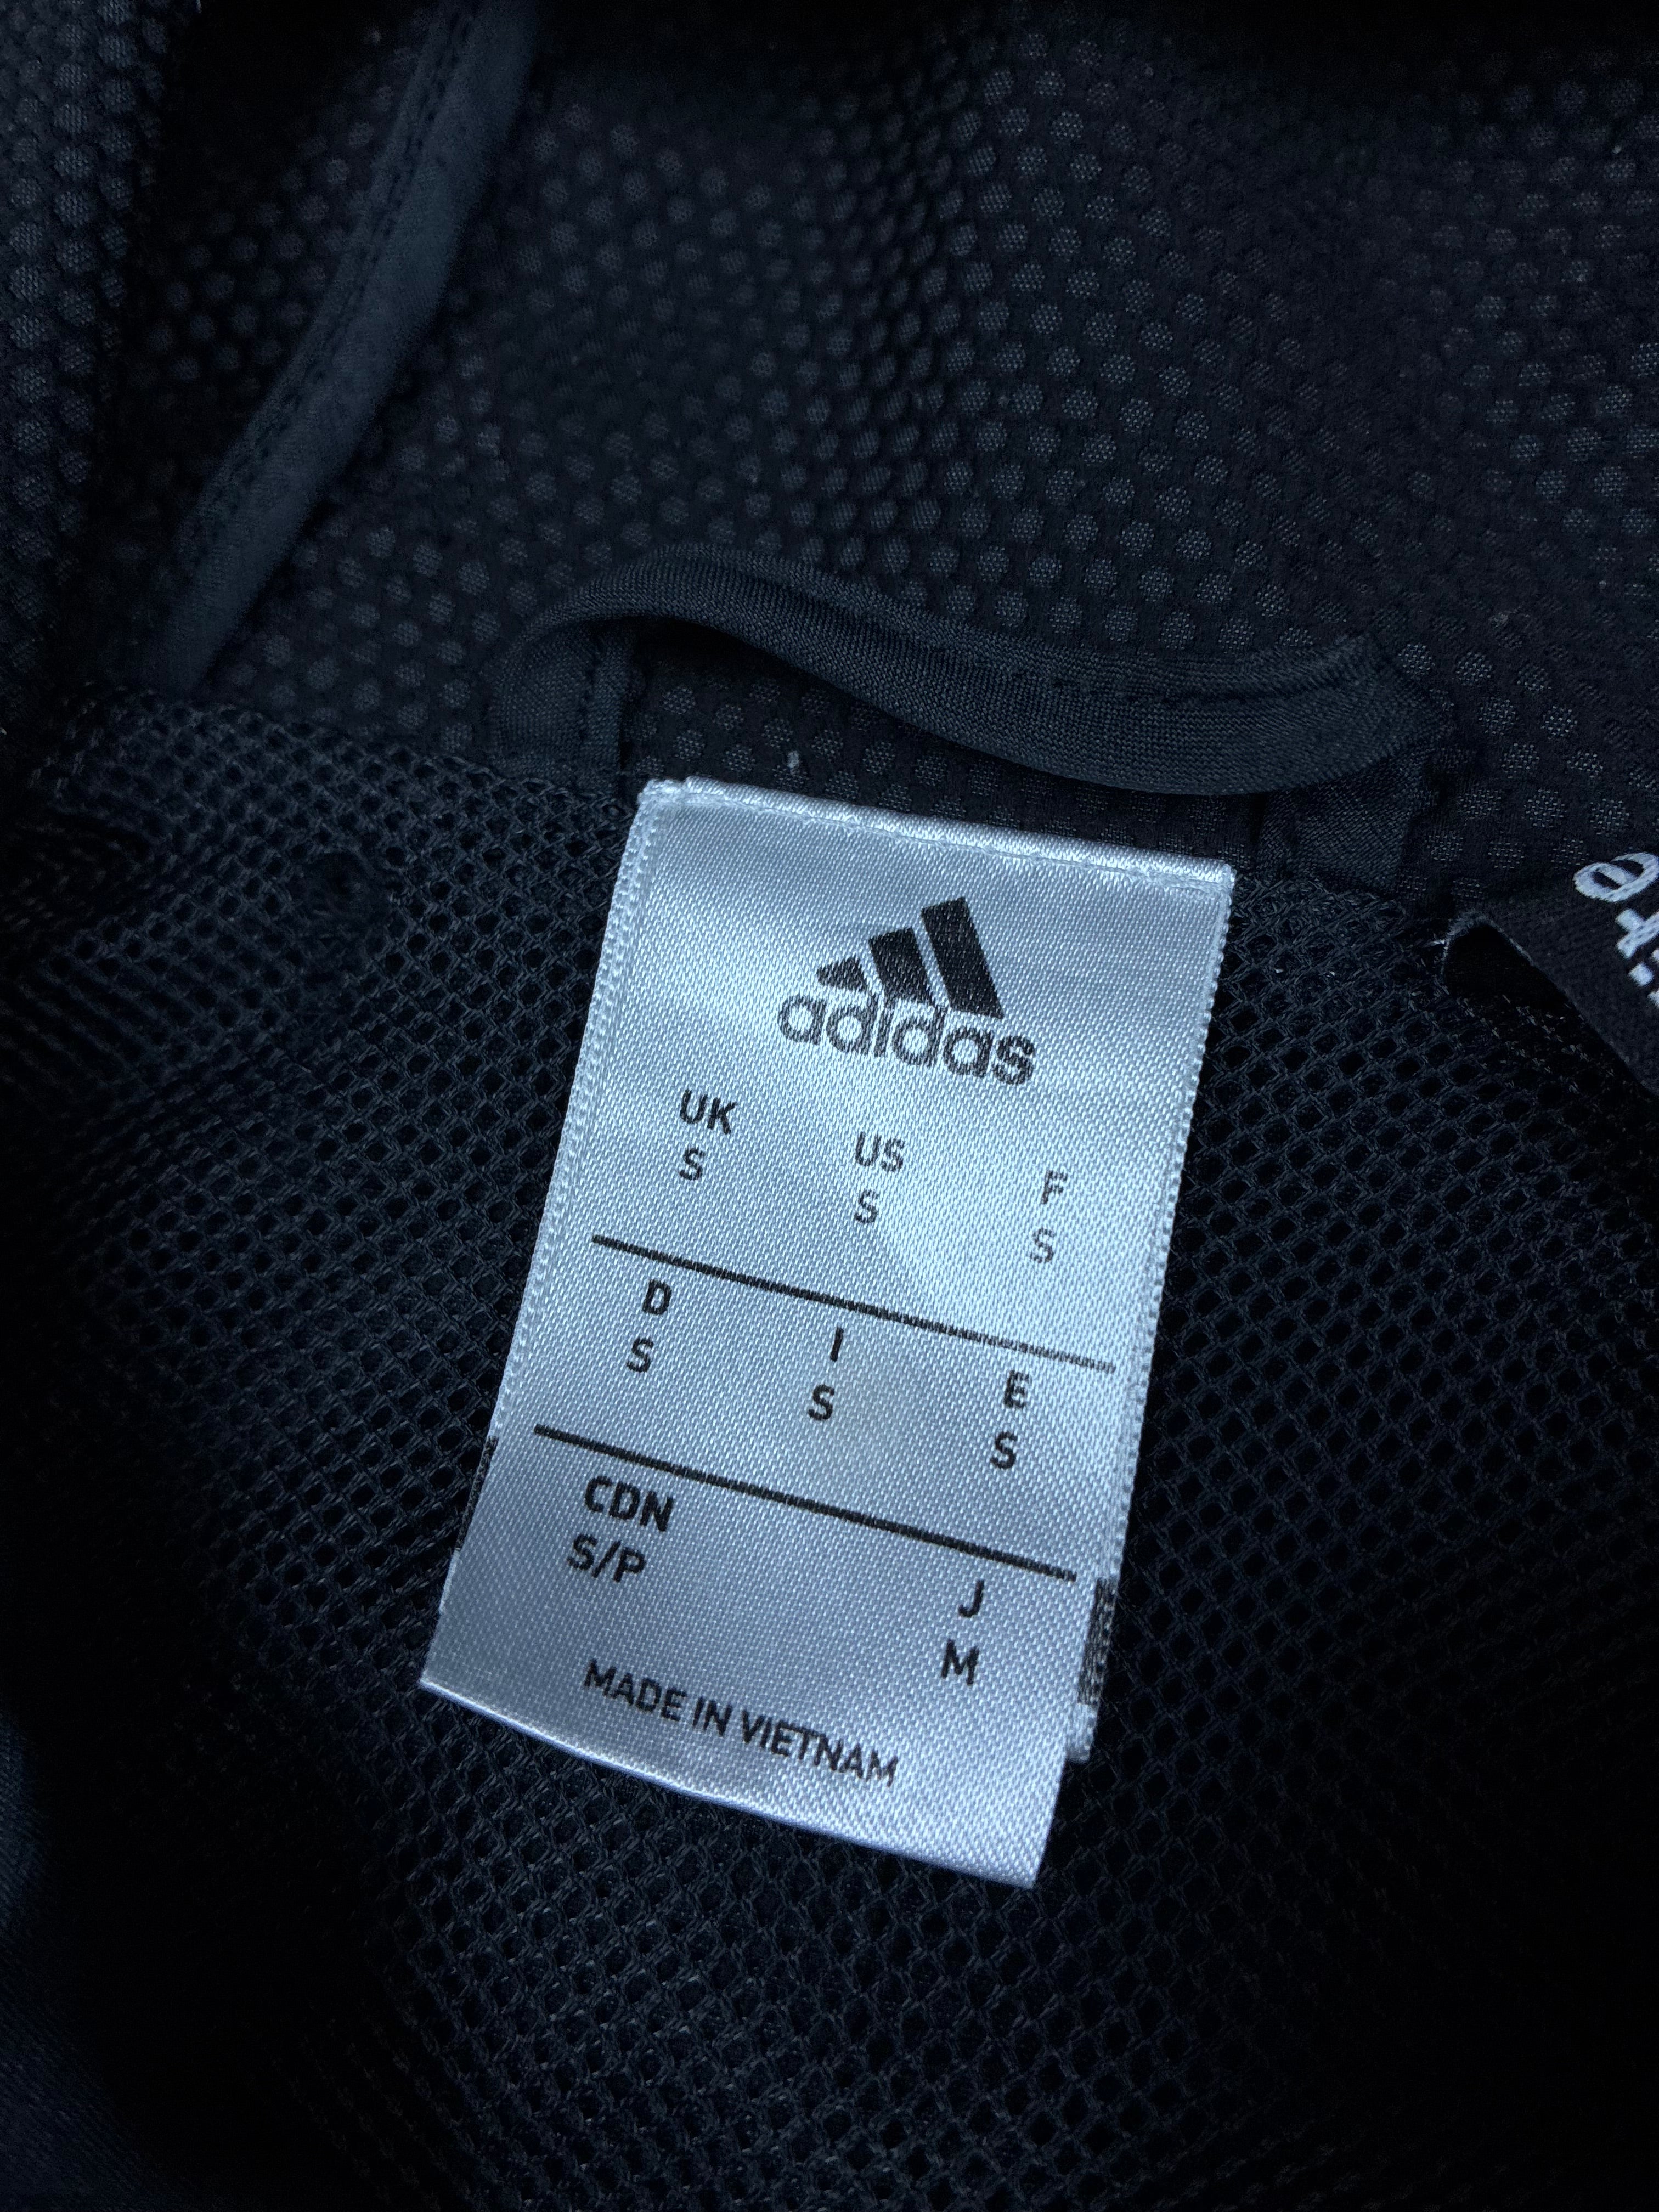 adidas
UK US F
S S S
D I E
S S S
CDN J
S/P M
MADE IN VIETNAM